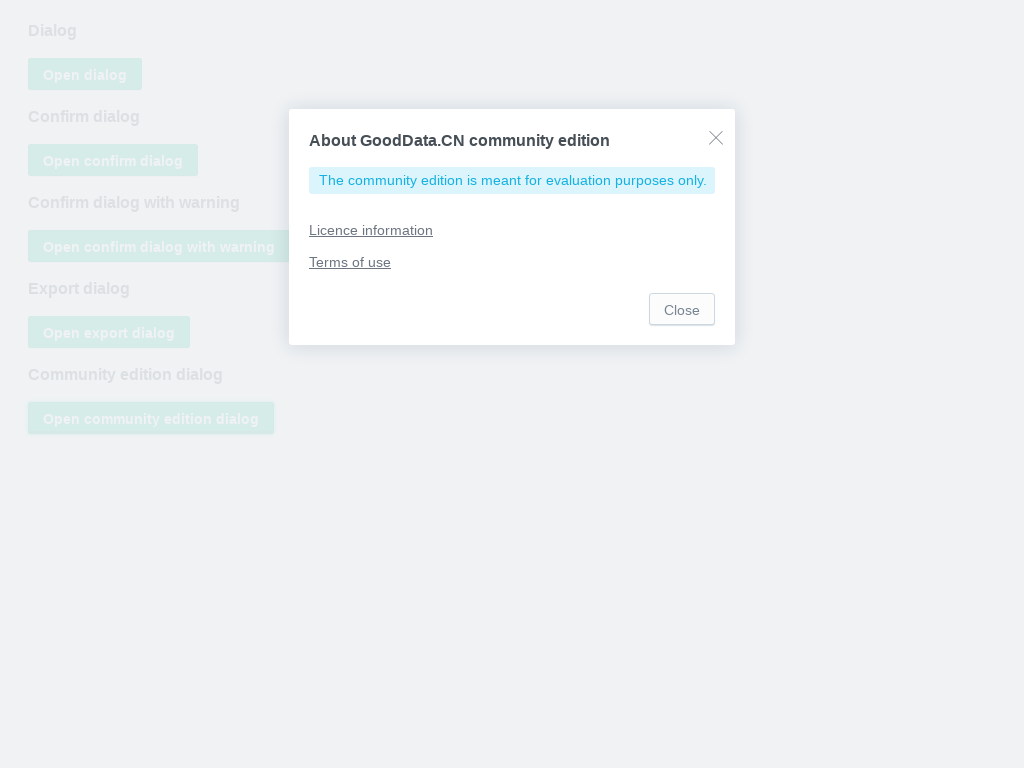 Dialog
Open dialog
Confirm dialog
Open confirm dialog
Confirm dialog with warning
Open confirm dialog with warning
Export dialog
Open export dialog
Community edition dialog
Open community edition dialog
About GoodData.CN community edition
The community edition is meant for evaluation purposes only.
Licence information
Terms of use
Close